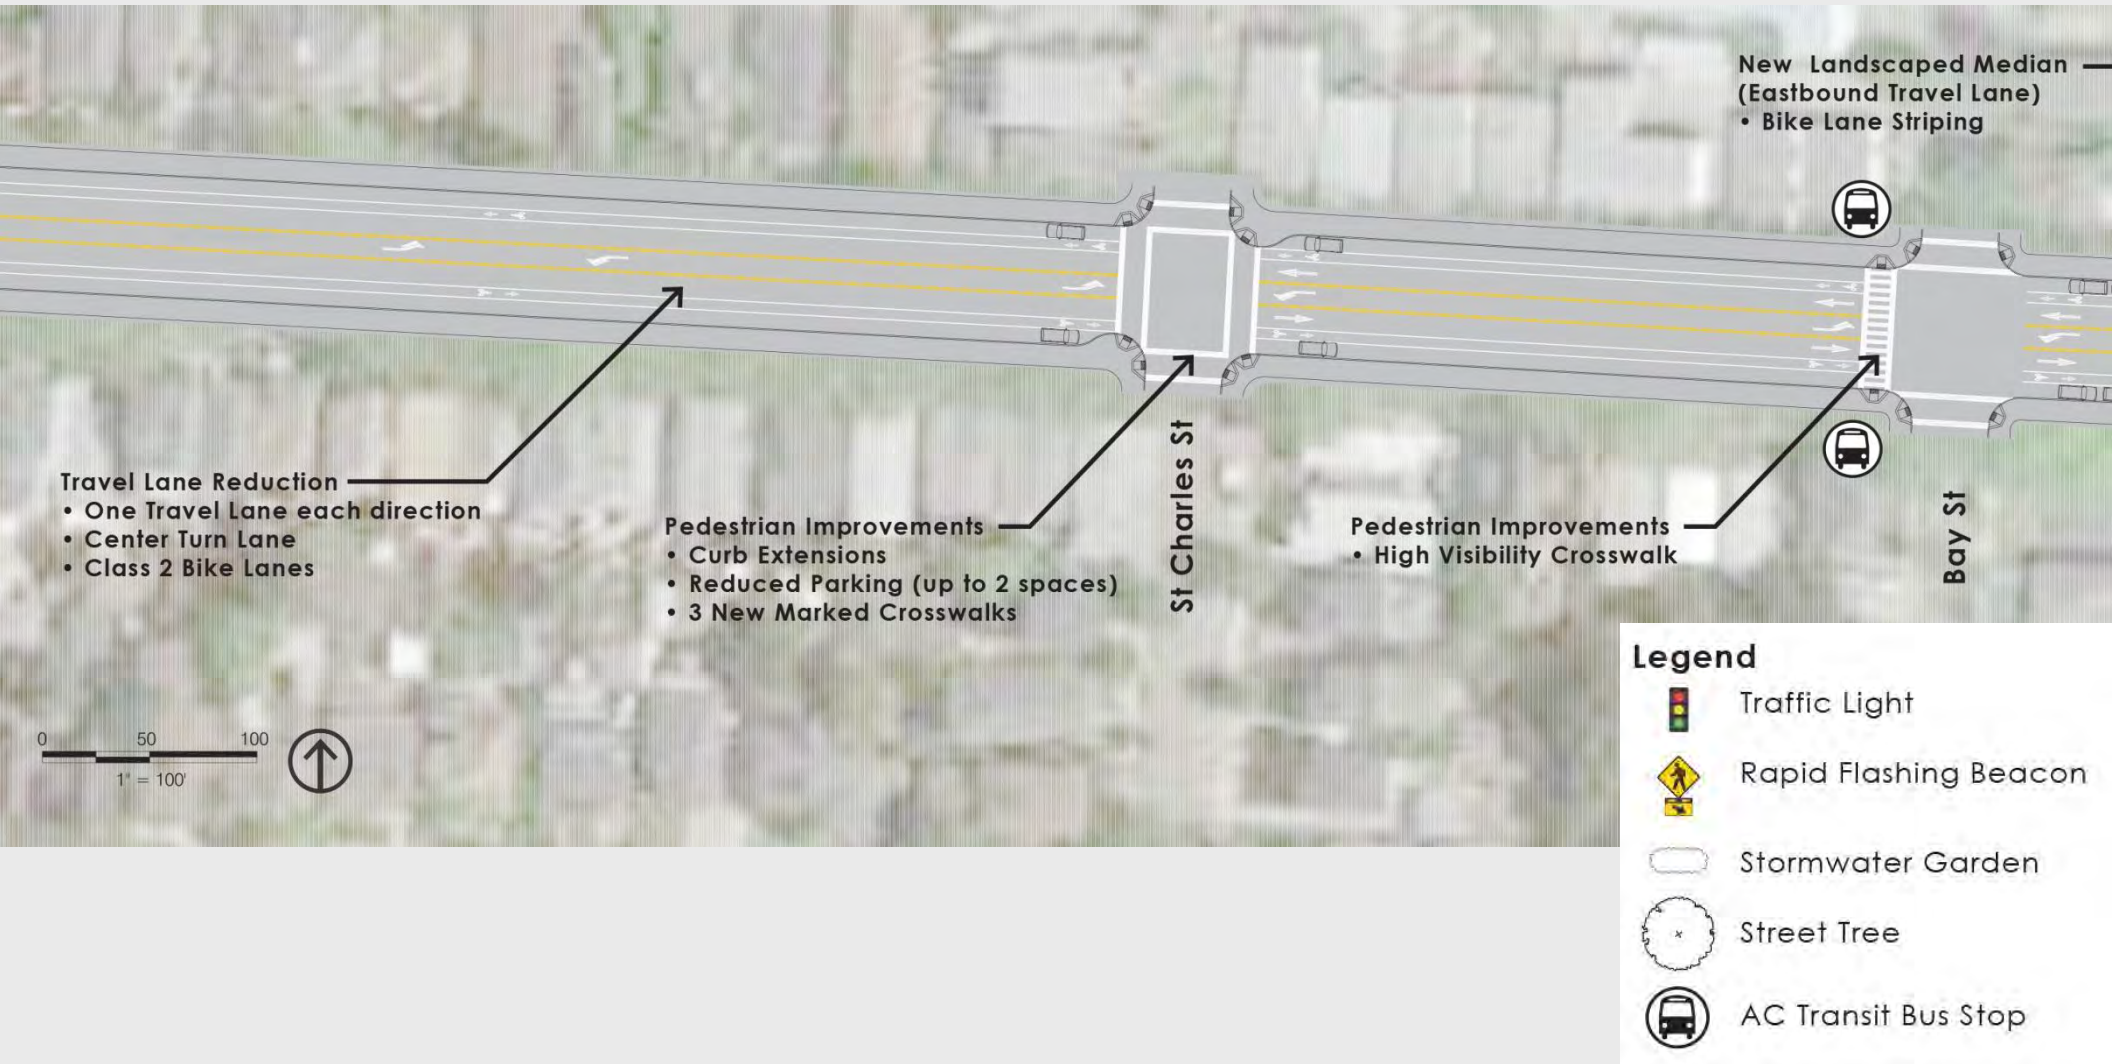 New Landscaped Median
(Eastbound Travel Lane)
• Bike Lane Striping
Travel Lane Reduction
• One Travel Lane each direction
• Center Turn Lane
• Class 2 Bike Lanes
Pedestrian Improvements
• Curb Extensions
• Reduced Parking (up to 2 spaces)
• 3 New Marked Crosswalks
St Charles St
Pedestrian Improvements
• High Visibility Crosswalk
Bay St
0 50 100
1" = 100'
Legend
Traffic Light
Rapid Flashing Beacon
Stormwater Garden
Street Tree
AC Transit Bus Stop